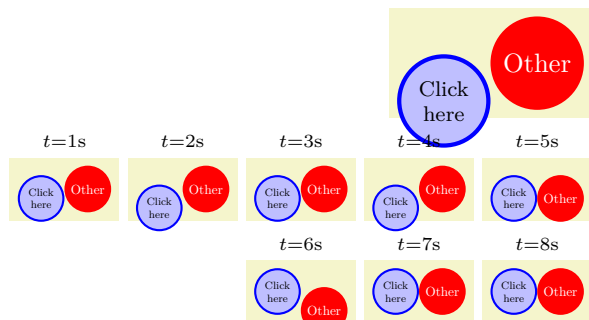 Other
Click
here
t=1s
t=2s
t=3s
t=4s
t=5s
Click
here
Other
Click
here
Other
Click
here
Other
Click
here
Other
Click
here
Other
t=6s
t=7s
t=8s
Click
here
Other
Click
here
Other
Click
here
Other